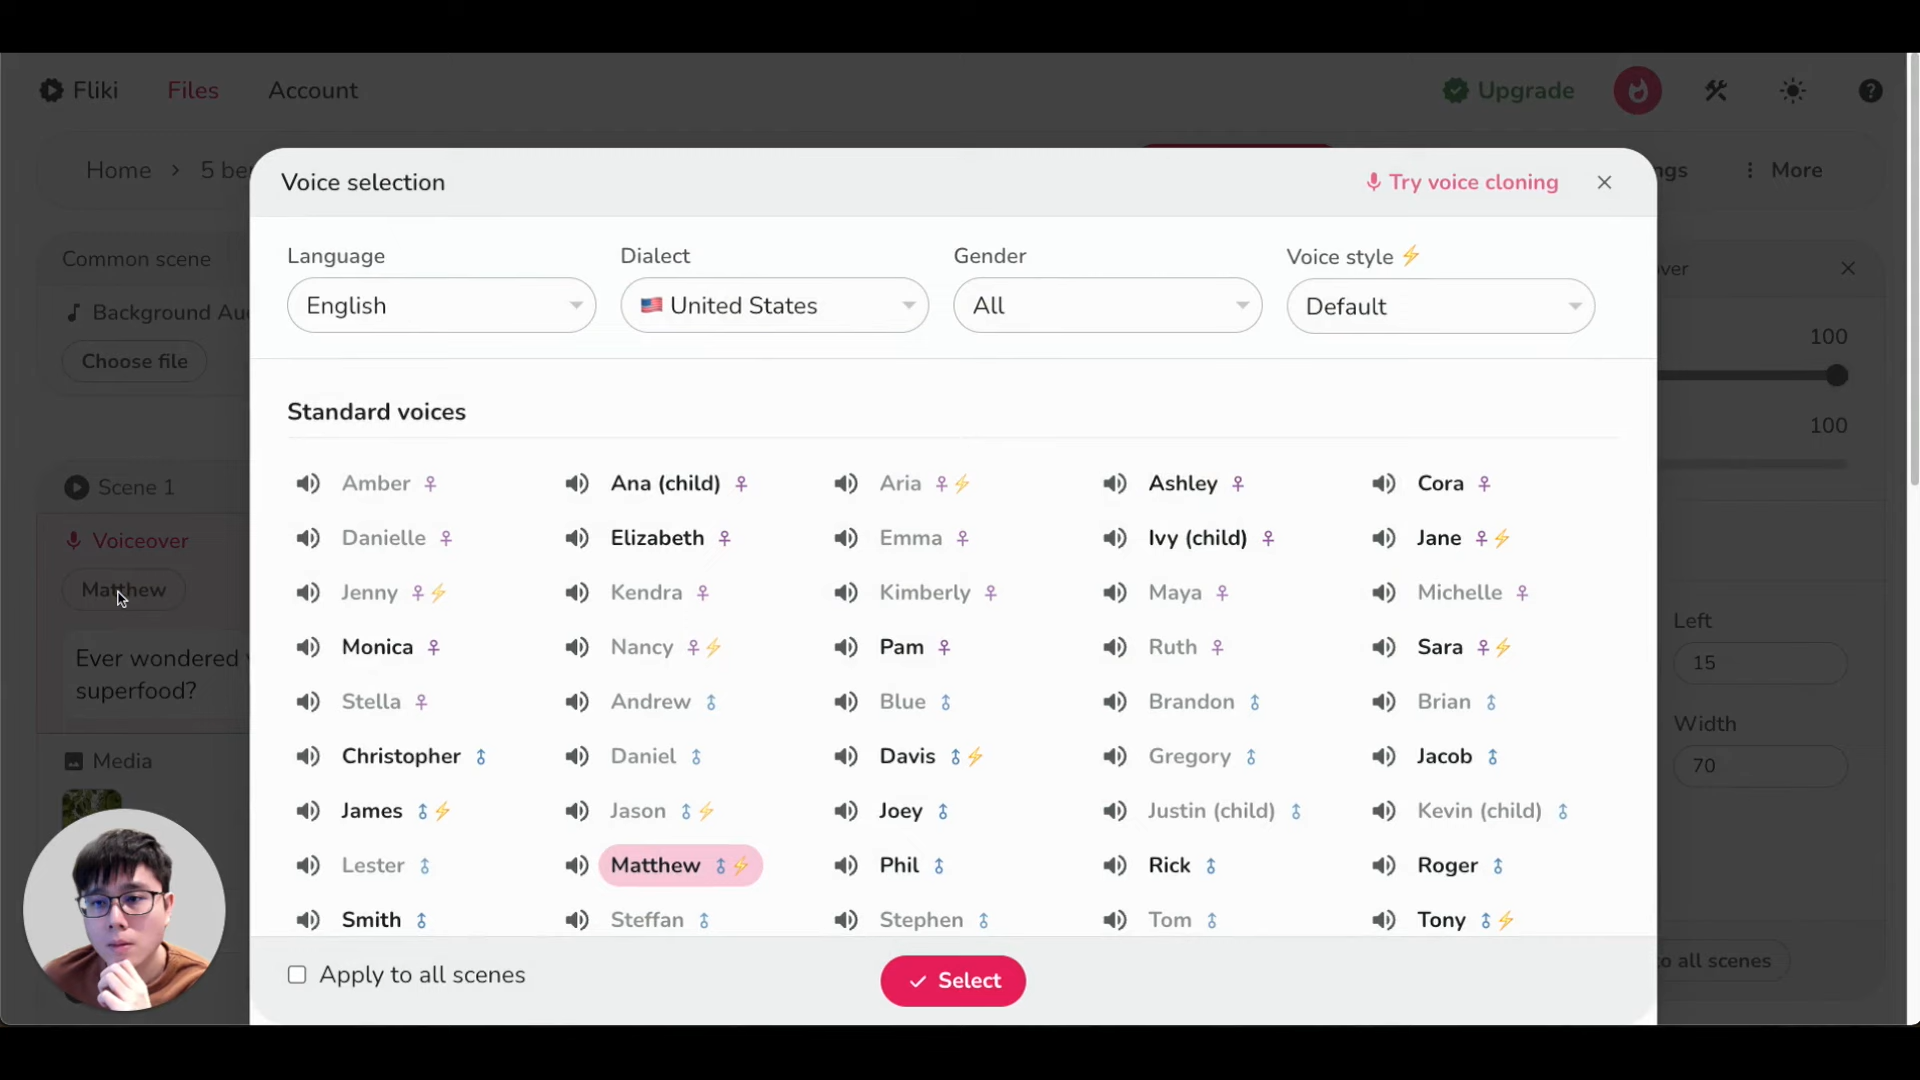 Fliki Files Account Upgrade
Home > 5 be ngs More
Voice selection Try voice cloning
Common scene
Background Au
Choose file
Language Dialect Gender Voice style
English United States All Default
100
100
Standard voices
Scene 1
Amber Ana (child) Aria Ashley Cora
Voiceover
Danielle Elizabeth Emma Ivy (child) Jane
Matthew
Jenny Kendra Kimberly Maya Michelle
Left
Ever wondered
superfood?
Monica Nancy Pam Ruth Sara
15
Stella Andrew Blue Brandon Brian
Width
Media
Christopher Daniel Davis Gregory Jacob
70
James Jason Joey Justin (child) Kevin (child)
Lester Matthew Phil Rick Roger
Smith Steffan Stephen Tom Tony
Apply to all scenes Select
to all scenes